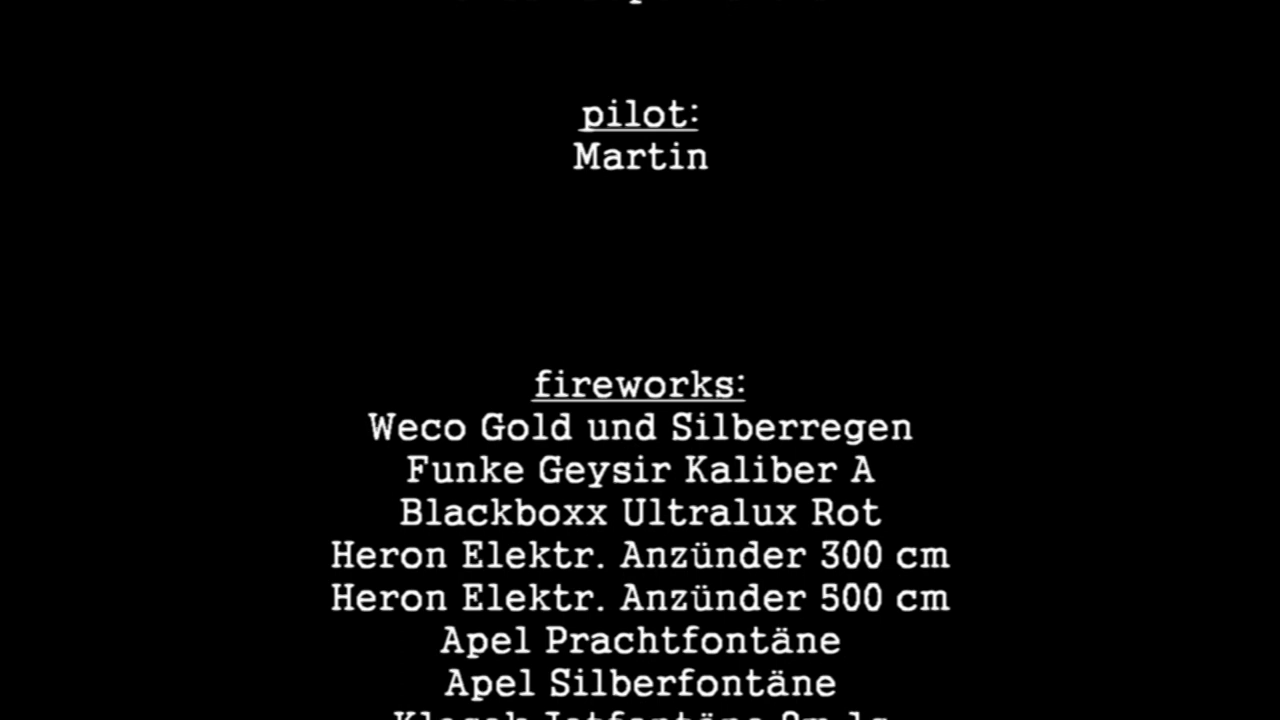 pilot:
Martin
fireworks:
Weco Gold und Silberregen
Funke Geysir Kaliber A
Blackboxx Ultralux Rot
Heron Elektr. Anzünder 300 cm
Heron Elektr. Anzünder 500 cm
Apel Prachtfontäne
Apel Silberfontäne